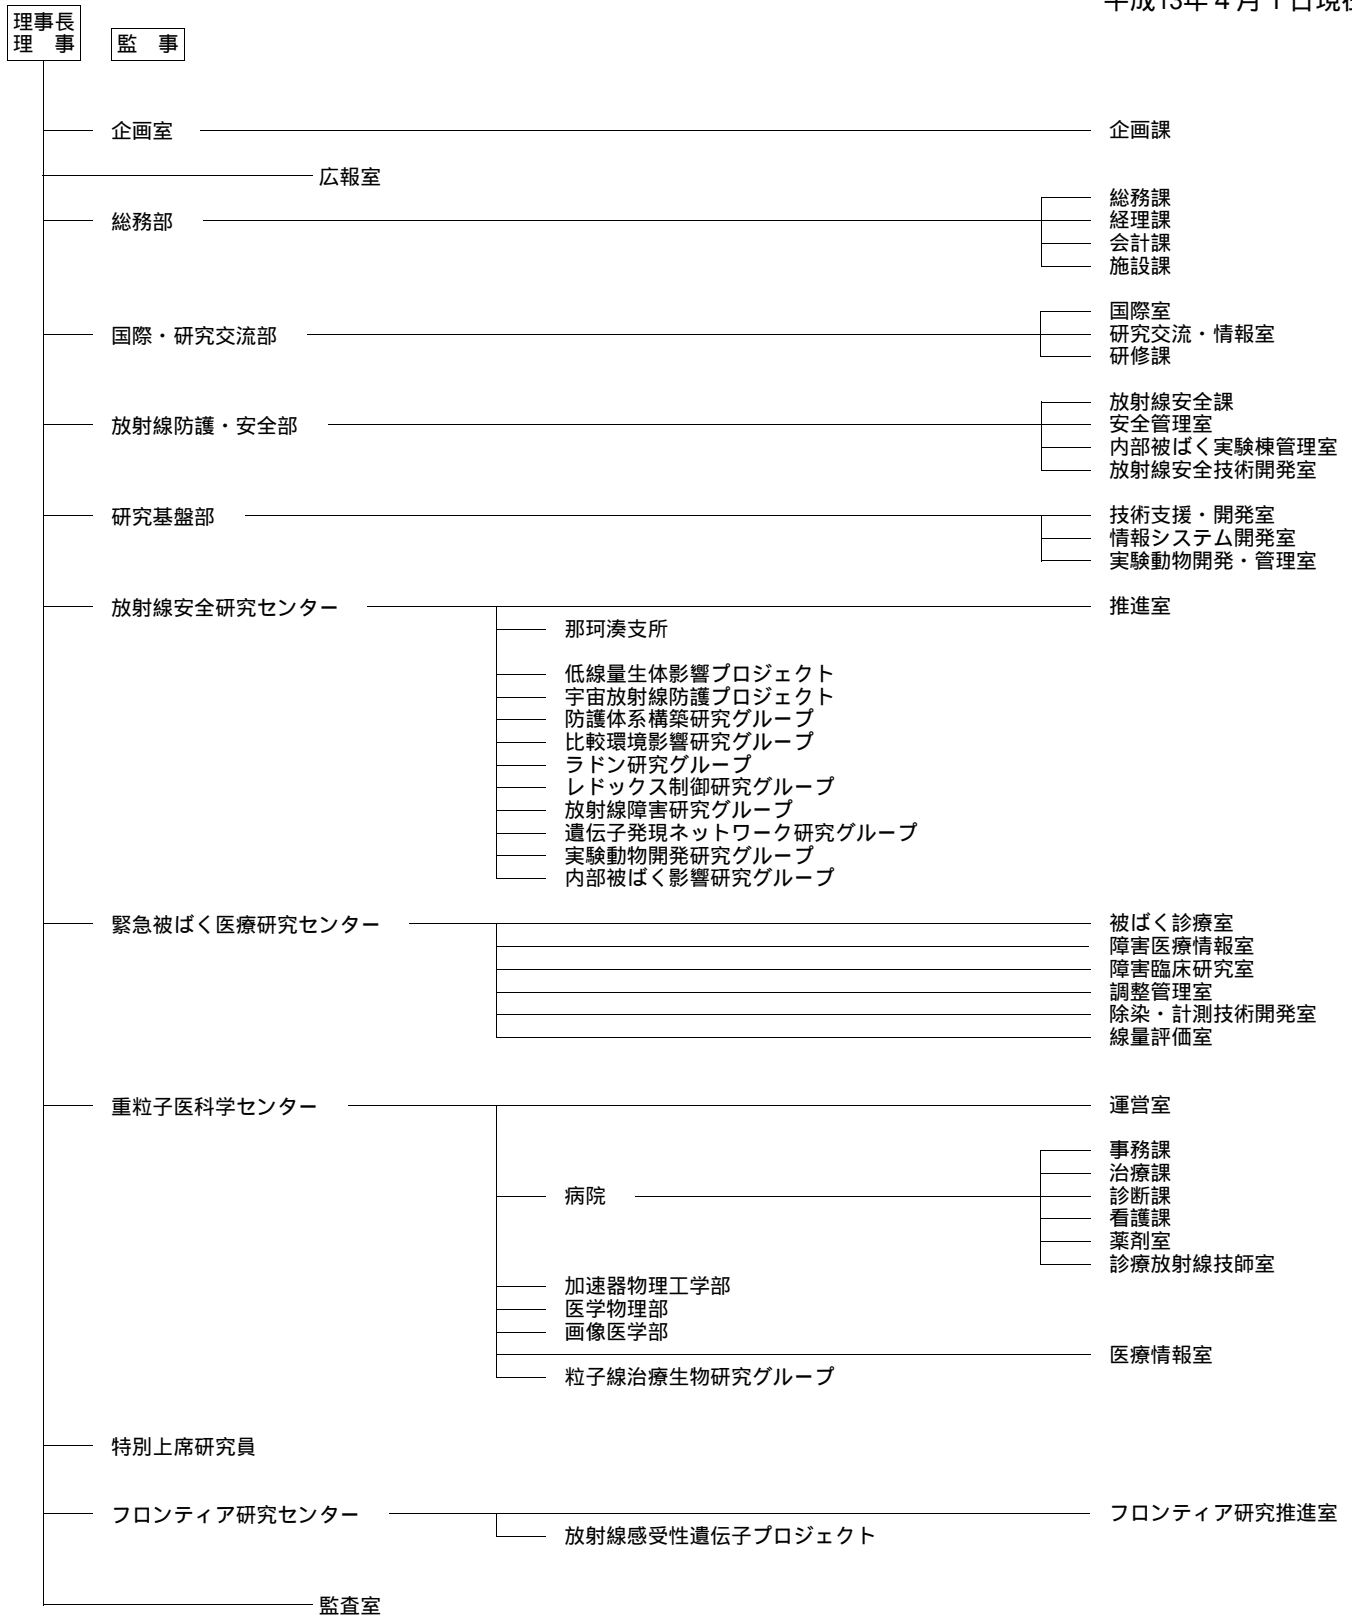 平成13年4月1日現在
理事長
理 事
監 事
企画室 企画課
広報室
総務課
総務部 経理課
会計課
施設課
国際室
国際・研究交流部 研究交流・情報室
研修課
放射線安全課
放射線防護・安全部 安全管理室
内部被ばく実験棟管理室
放射線安全技術開発室
研究基盤部 技術支援・開発室
情報システム開発室
実験動物開発・管理室
放射線安全研究センター 推進室
那珂湊支所
低線量生体影響プロジェクト
宇宙放射線防護プロジェクト
防護体系構築研究グループ
比較環境影響研究グループ
ラドン研究グループ
レドックス制御研究グループ
放射線障害研究グループ
遺伝子発現ネットワーク研究グループ
実験動物開発研究グループ
内部被ばく影響研究グループ
緊急被ばく医療研究センター 被ばく診療室
障害医療情報室
障害臨床研究室
調整管理室
除染・計測技術開発室
線量評価室
重粒子医科学センター 運営室
事務課
治療課
病院 診断課
看護課
薬剤室
診療放射線技師室
加速器物理工学部
医学物理部
画像医学部
医療情報室
粒子線治療生物研究グループ
特別上席研究員
フロンティア研究センター フロンティア研究推進室
放射線感受性遺伝子プロジェクト
監査室